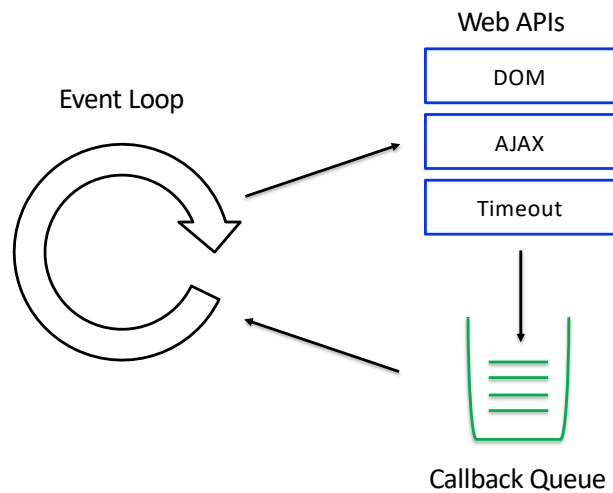 Web APIs
DOM
Event Loop
AJAX
Timeout
Callback Queue